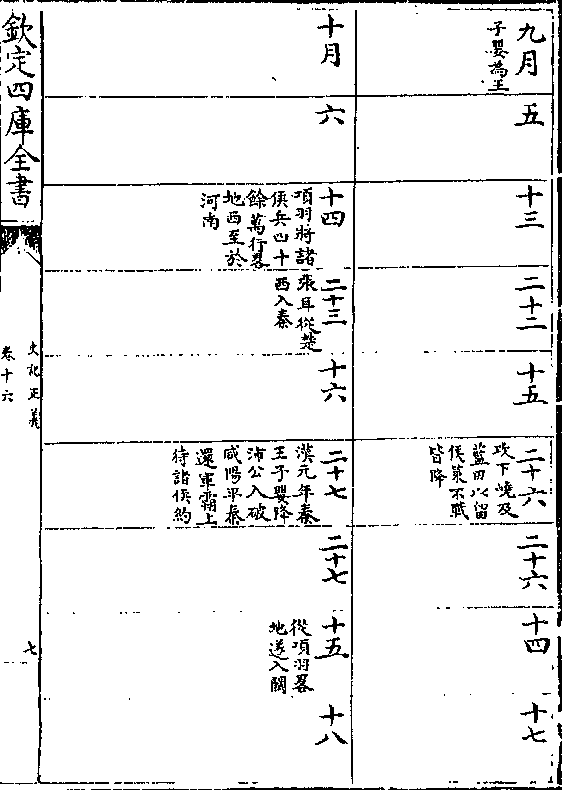 九月
子嬰為王
五
十三
二十二
十五
二十六
攻下嶢及
藍田以留
侯策不戰
皆降
二十六
十四
十七
十月
六
十四
項羽將諸
侯兵四十
餘萬行畧
地西至於
河南
二十三
張耳從楚
西入秦
十六
二十七
漢元年秦
王子嬰降
沛公入破
咸陽平秦
還軍霸上
待諸侯約
二十七
十五
從項羽畧
地遂入關
十八
欽定四庫全書
史記正義
卷十六
七